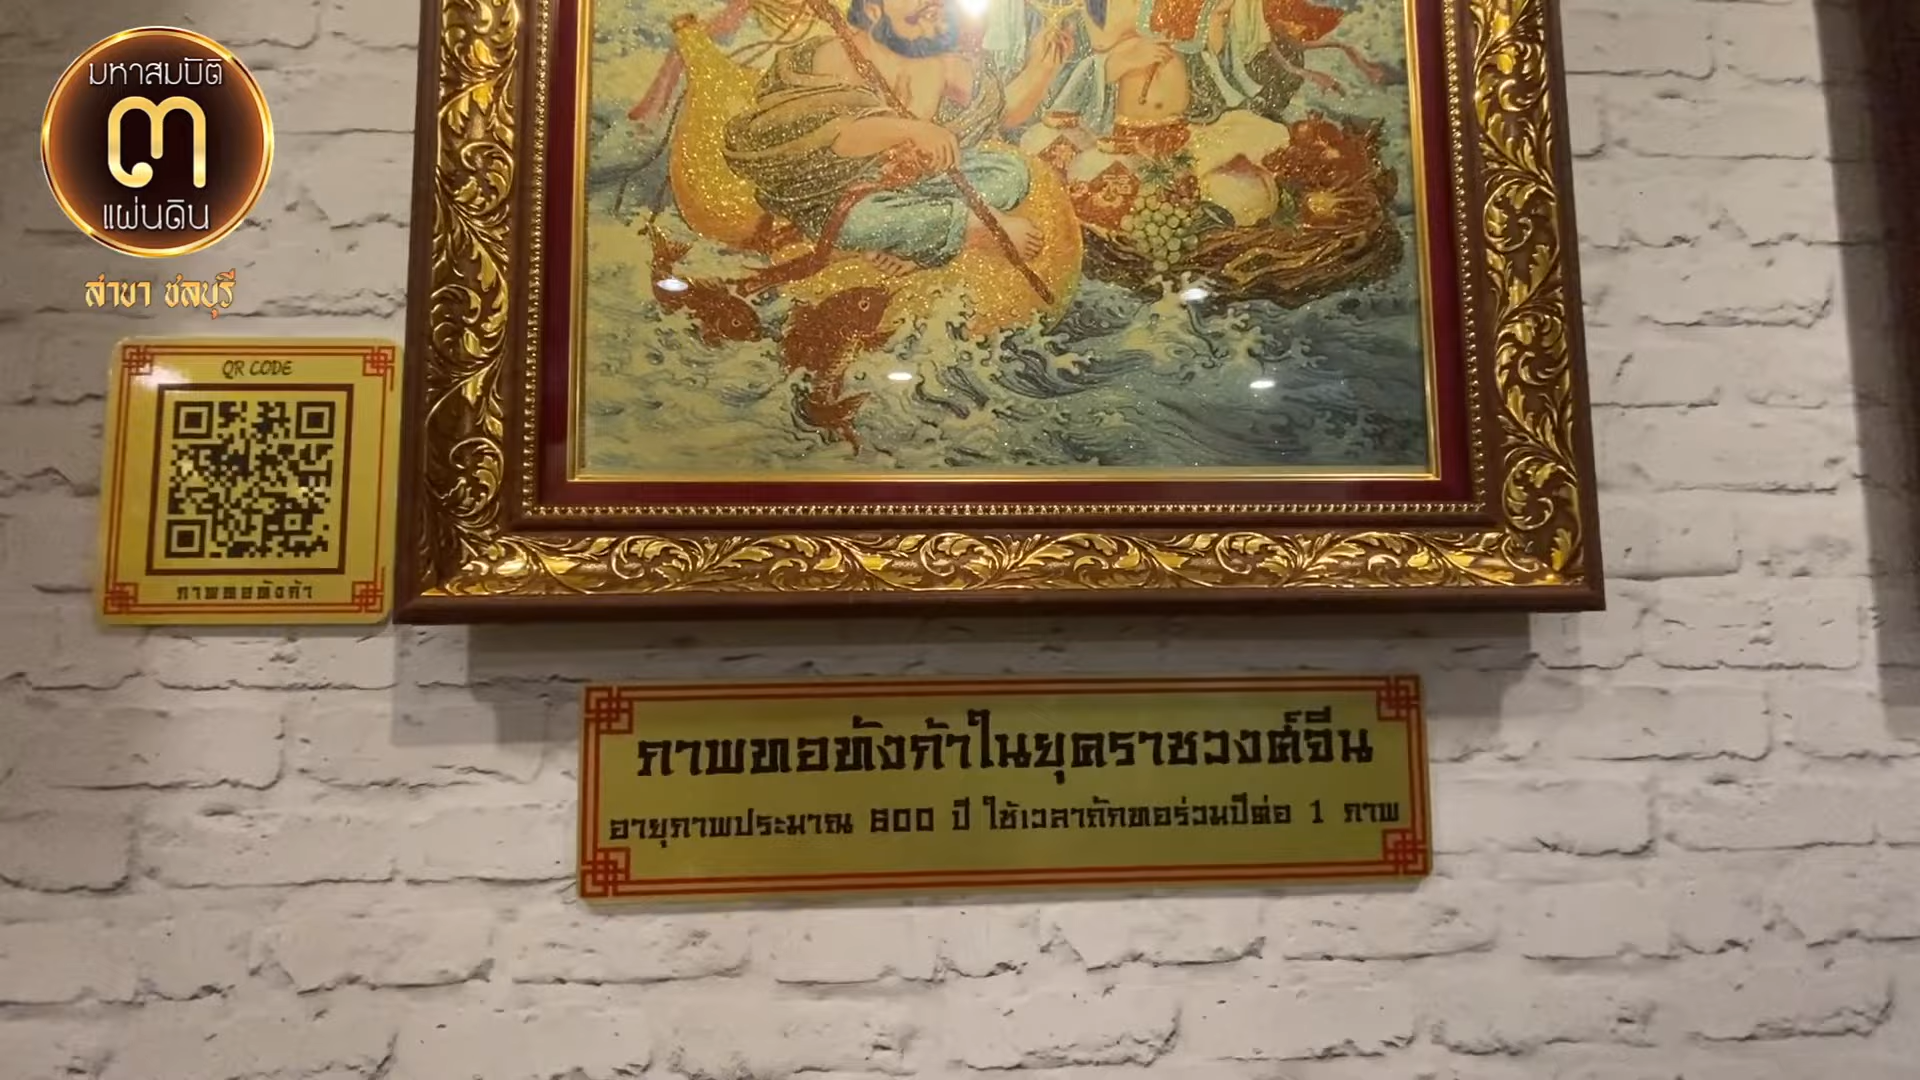 มหาสมบัติ
๓
แผ่นดิน
สาขา ชลบุรี
QR CODE
ภาพทอทังก้า
ภาพทอทังก้าในยุคราชวงศ์จีน
อายุภาพประมาณ 600 ปี ใช้เวลาถักทอร่วมปีต่อ 1 ภาพ